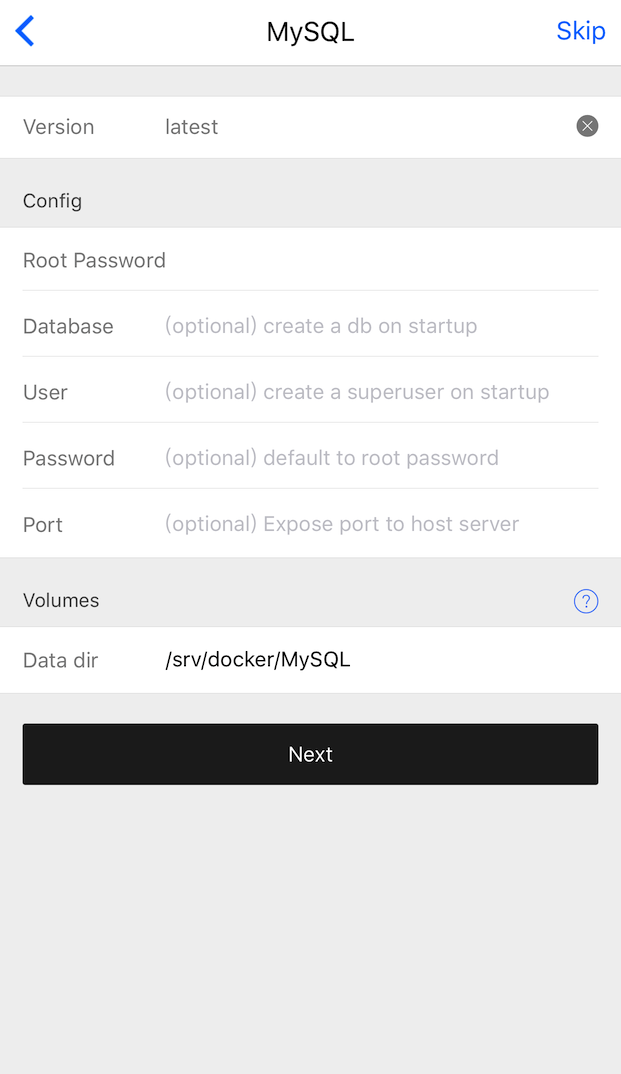 MySQL Skip
Version latest
Config
Root Password
Database (optional) create a db on startup
User (optional) create a superuser on startup
Password (optional) default to root password
Port (optional) Expose port to host server
Volumes ?
Data dir /srv/docker/MySQL
Next